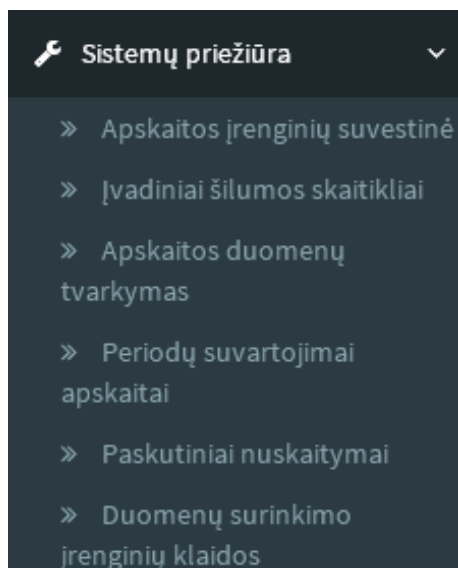 Sistemų priežiūra
Apskaitos įrenginių suvestinė
Įvadiniai šilumos skaitikliai
Apskaitos duomenų
tvarkymas
Periodų suvartojimai
apskaitai
Paskutiniai nuskaitymai
Duomenų surinkimo
įrenginių klaidos